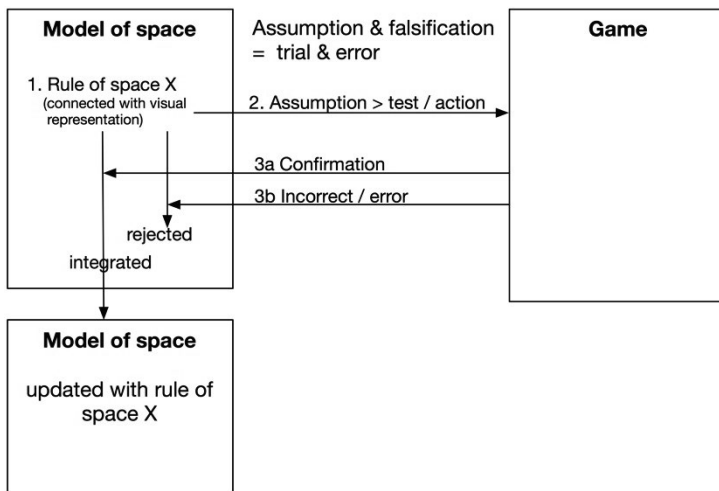 Model of space
Assumption & falsification
= trial & error
Game
1. Rule of space X
(connected with visual
representation)
2. Assumption > test / action
3a Confirmation
3b Incorrect / error
rejected
integrated
Model of space
updated with rule of
space X